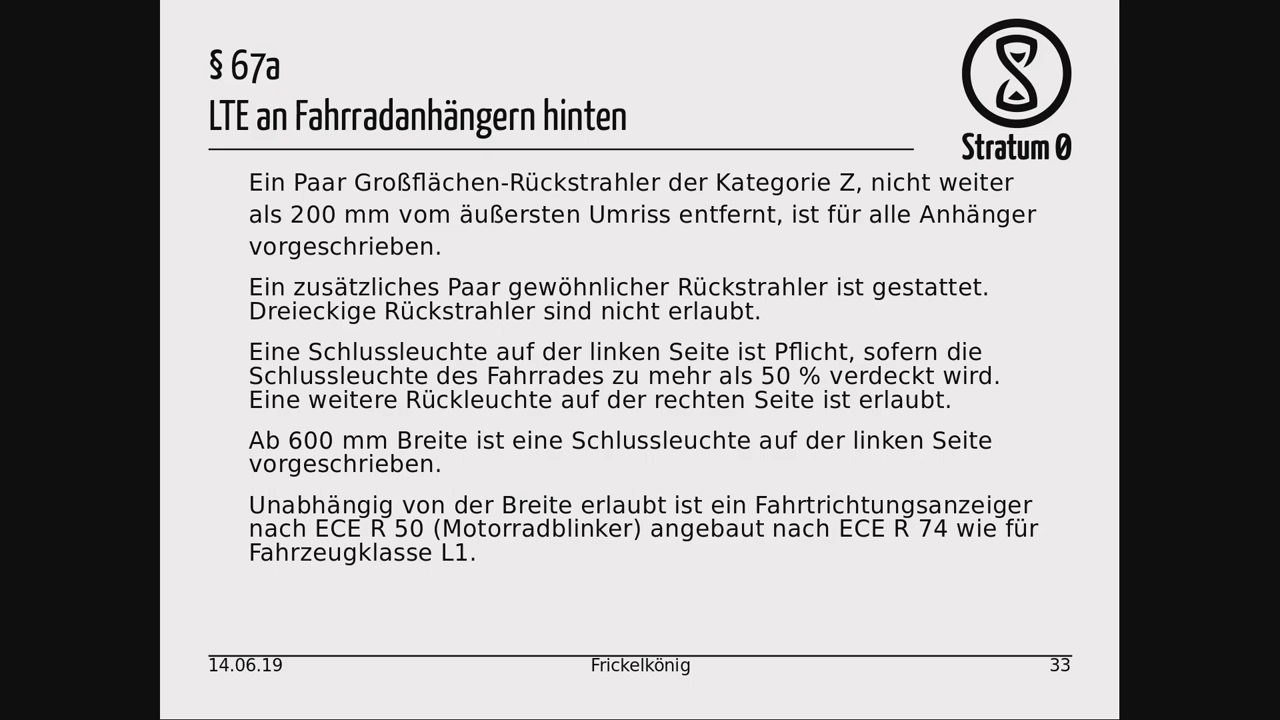 § 67a
LTE an Fahrradanhängern hinten
Stratum 0
Ein Paar Großflächen-Rückstrahler der Kategorie Z, nicht weiter
als 200 mm vom äußersten Umriss entfernt, ist für alle Anhänger
vorgeschrieben.
Ein zusätzliches Paar gewöhnlicher Rückstrahler ist gestattet.
Dreieckige Rückstrahler sind nicht erlaubt.
Eine Schlussleuchte auf der linken Seite ist Pflicht, sofern die
Schlussleuchte des Fahrrades zu mehr als 50 % verdeckt wird.
Eine weitere Rückleuchte auf der rechten Seite ist erlaubt.
Ab 600 mm Breite ist eine Schlussleuchte auf der linken Seite
vorgeschrieben.
Unabhängig von der Breite erlaubt ist ein Fahrtrichtungsanzeiger
nach ECE R 50 (Motorradblinker) angebaut nach ECE R 74 wie für
Fahrzeugklasse L1.
14.06.19
Frickelkönig
33